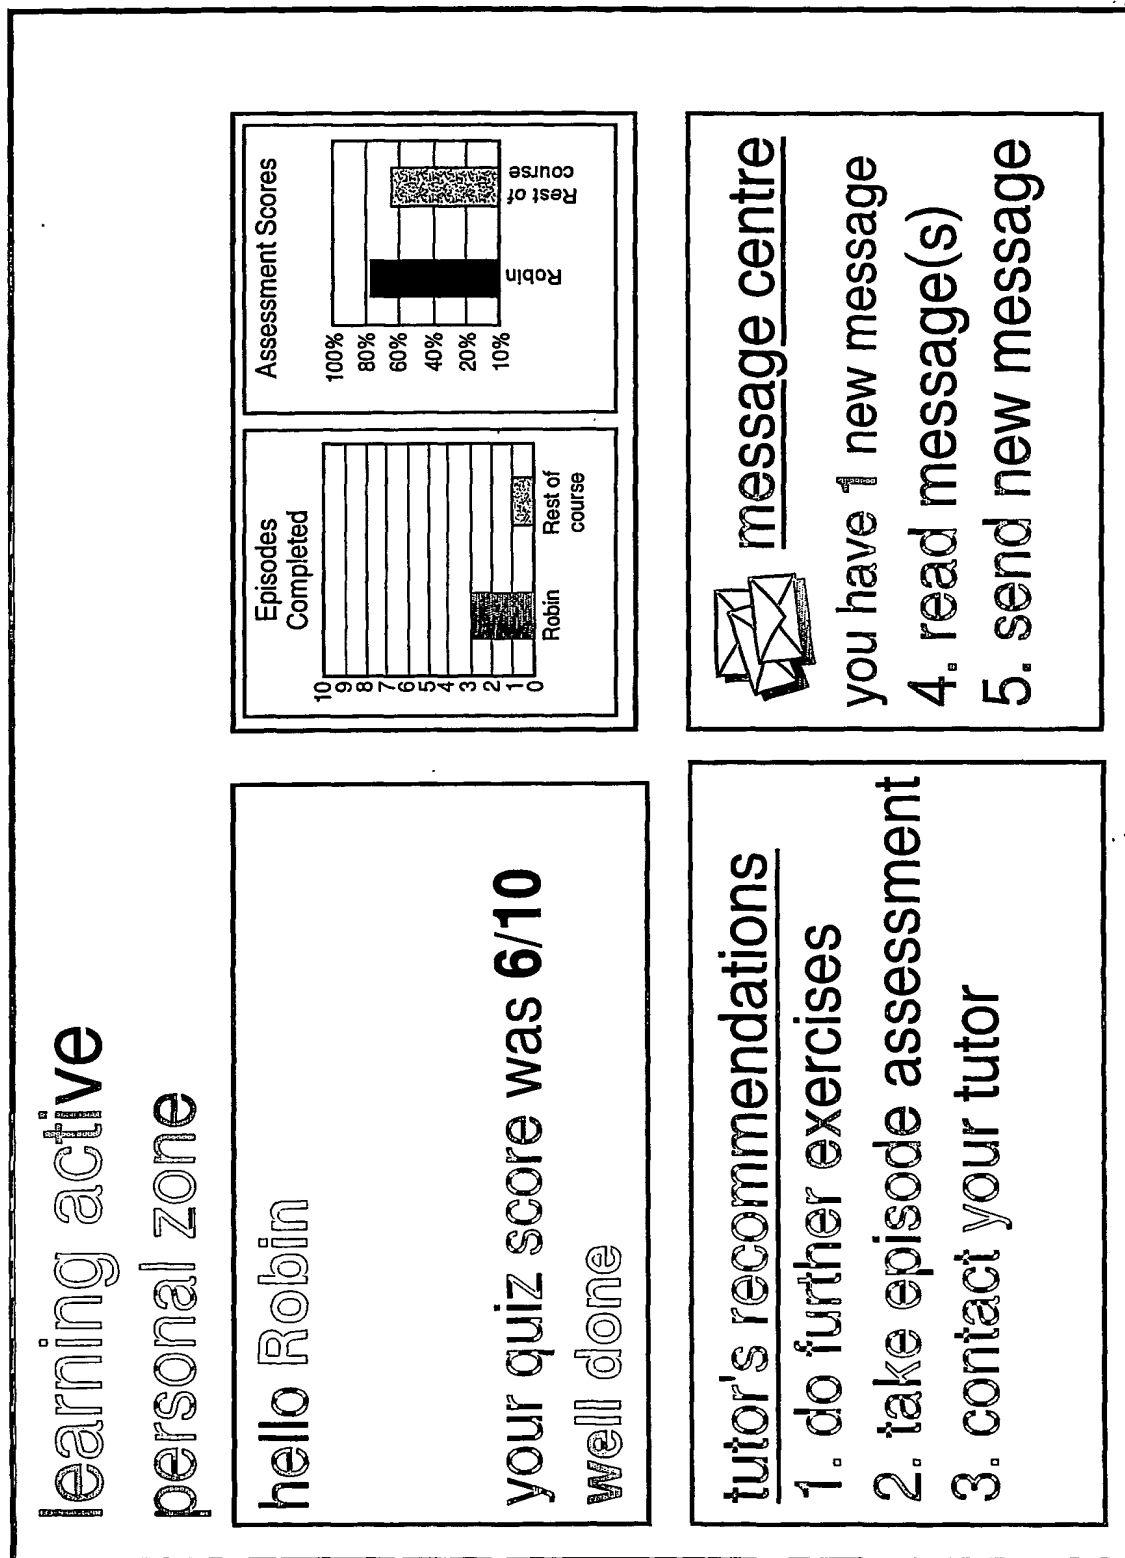 learning active
personal zone
hello Robin
your quiz score was 6/10
well done
Episodes
Completed
10
9
8
7
6
5
4
3
2
1
0
Robin
Rest of
course
Assessment Scores
100%
80%
60%
40%
20%
10%
Robin
Rest of
course
tutor's recommendations
1. do further exercises
2. take episode assessment
3. contact your tutor
message centre
you have 1 new message
4. read message(s)
5. send new message